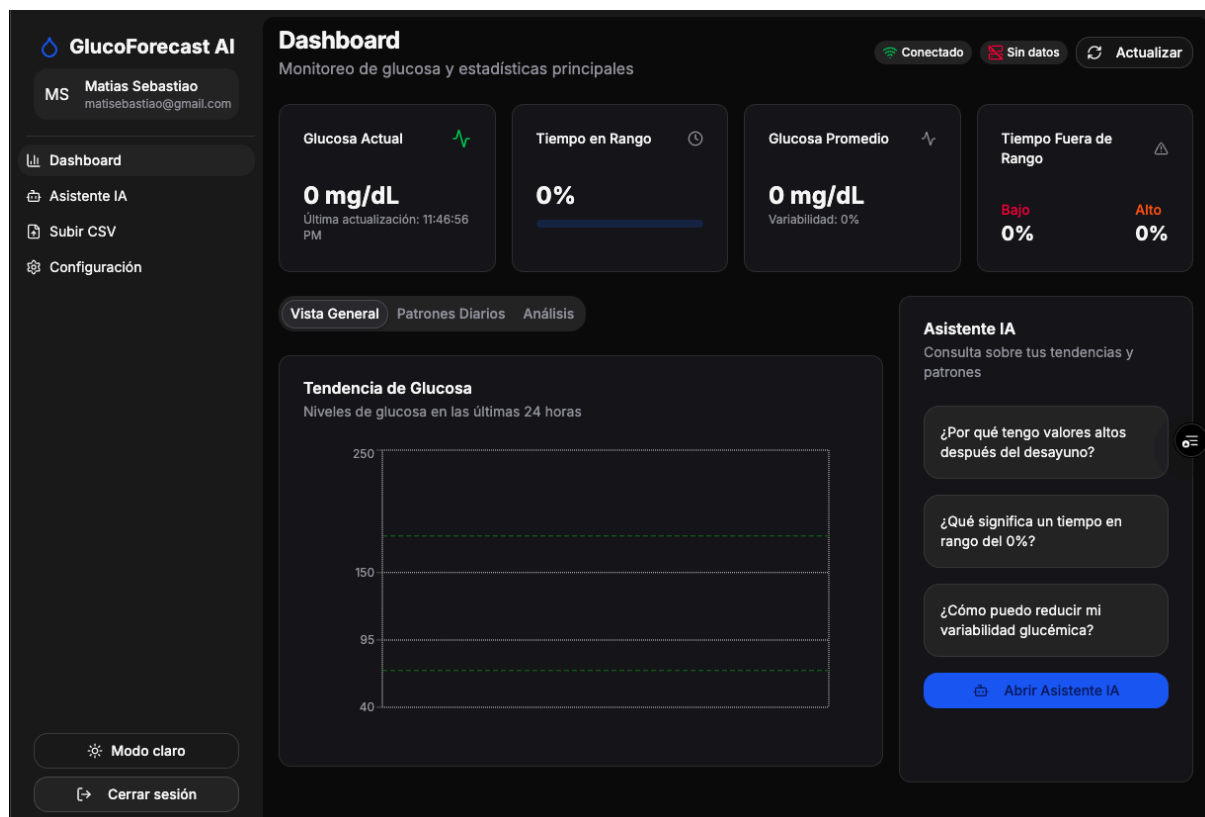 GlucoForecast AI
MS
Matias Sebastiao
matisebastiao@gmail.com
Dashboard
Asistente IA
Subir CSV
Configuración
Modo claro
Cerrar sesión
Dashboard
Monitoreo de glucosa y estadísticas principales
Conectado
Sin datos
Actualizar
Glucosa Actual
0 mg/dL
Última actualización: 11:46:56
PM
Tiempo en Rango
0%
Glucosa Promedio
0 mg/dL
Variabilidad: 0%
Tiempo Fuera de
Rango
Bajo
0%
Alto
0%
Vista General
Patrones Diarios
Análisis
Tendencia de Glucosa
Niveles de glucosa en las últimas 24 horas
250
150
95
40
Asistente IA
Consulta sobre tus tendencias y
patrones
¿Por qué tengo valores altos
después del desayuno?
¿Qué significa un tiempo en
rango del 0%?
¿Cómo puedo reducir mi
variabilidad glucémica?
Abrir Asistente IA